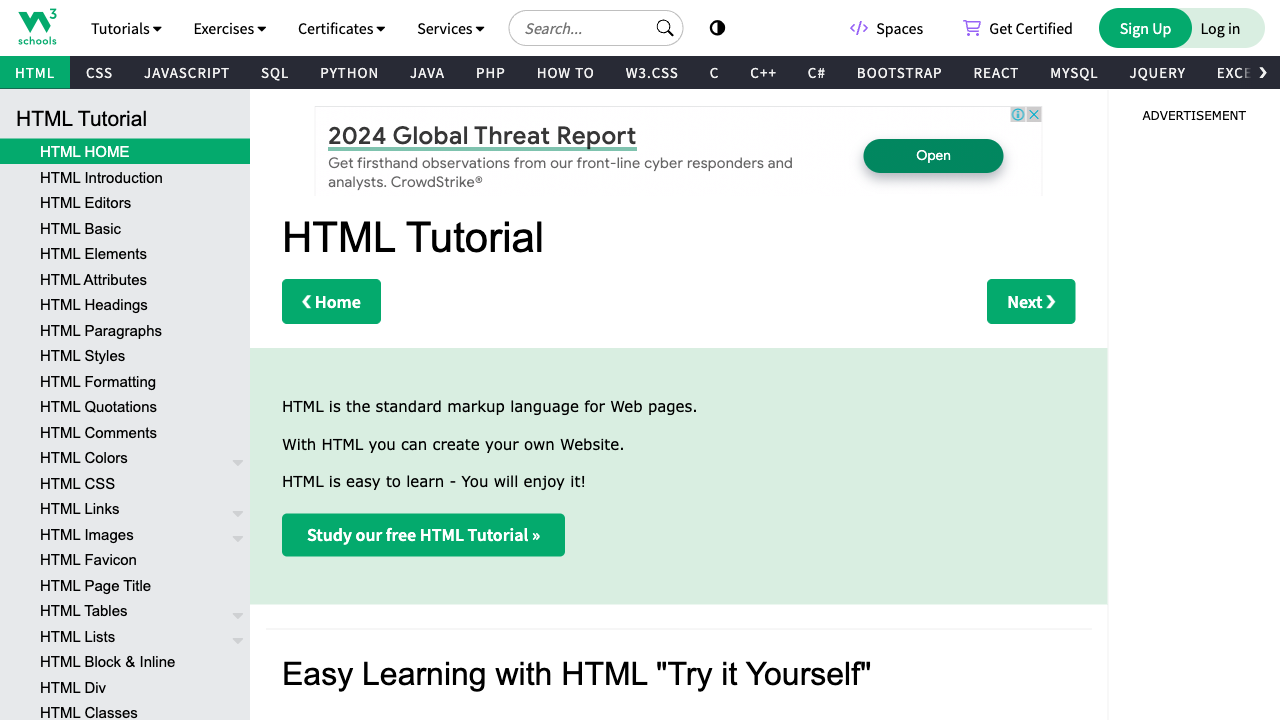 3
schools
Tutorials
Exercises
Certificates
Services
Search...
Spaces
Get Certified
Sign Up
Log in
HTML
CSS
JAVASCRIPT
SQL
PYTHON
JAVA
PHP
HOW TO
W3.CSS
C
C++
C#
BOOTSTRAP
REACT
MYSQL
JQUERY
EXCE
❯
HTML Tutorial
HTML HOME
HTML Introduction
HTML Editors
HTML Basic
HTML Elements
HTML Attributes
HTML Headings
HTML Paragraphs
HTML Styles
HTML Formatting
HTML Quotations
HTML Comments
HTML Colors
HTML CSS
HTML Links
HTML Images
HTML Favicon
HTML Page Title
HTML Tables
HTML Lists
HTML Block & Inline
HTML Div
HTML Classes
2024 Global Threat Report
Get firsthand observations from our front-line cyber responders and
analysts. CrowdStrike®
Open
HTML Tutorial
❮ Home
Next ❯
HTML is the standard markup language for Web pages.
With HTML you can create your own Website.
HTML is easy to learn - You will enjoy it!
Study our free HTML Tutorial »
Easy Learning with HTML "Try it Yourself"
ADVERTISEMENT